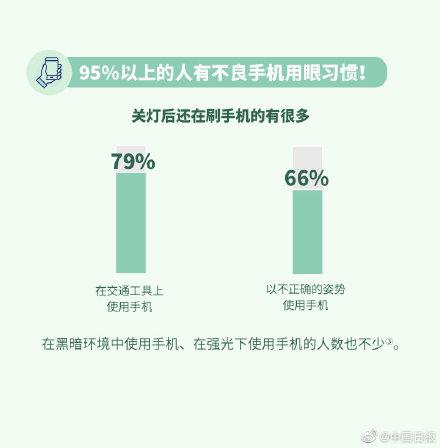 95%以上的人有不良手机用眼习惯！
关灯后还在刷手机的有很多
79%
66%
在交通工具上
使用手机
以不正确的姿势
使用手机
在黑暗环境中使用手机、在强光下使用手机的人数也不少③。
@中国日报